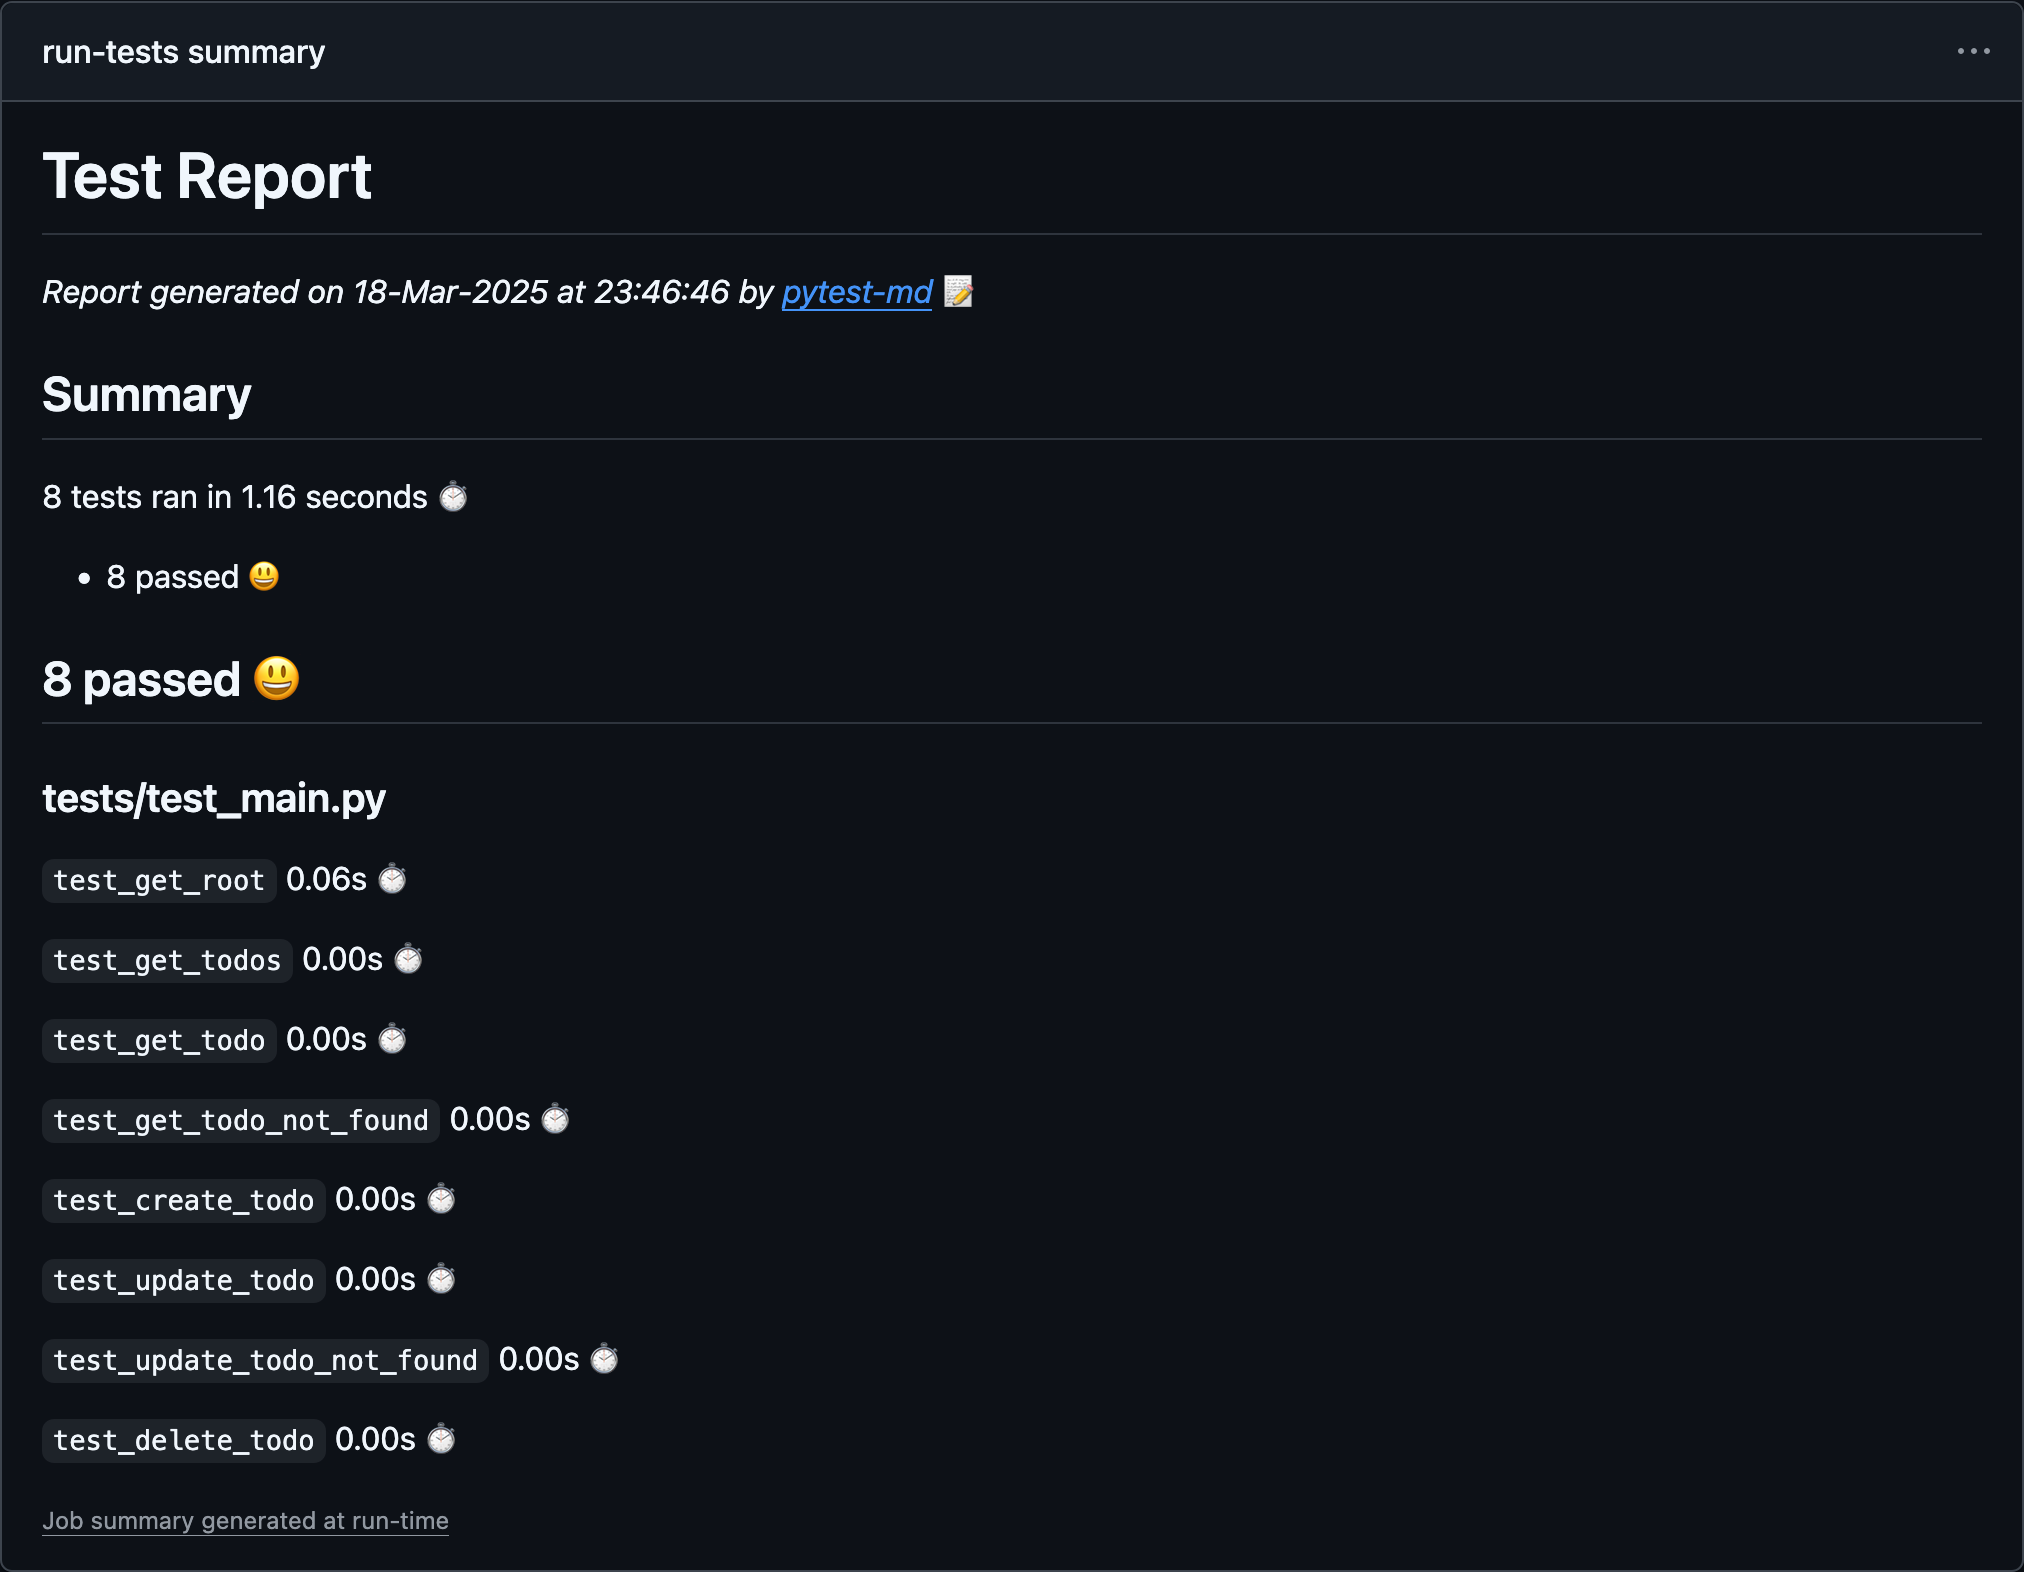 run-tests summary
Test Report
Report generated on 18-Mar-2025 at 23:46:46 by pytest-md 📝
Summary
8 tests ran in 1.16 seconds ⏱
• 8 passed 😃
8 passed 😃
tests/test_main.py
test_get_root 0.06s ⏱
test_get_todos 0.00s ⏱
test_get_todo 0.00s ⏱
test_get_todo_not_found 0.00s ⏱
test_create_todo 0.00s ⏱
test_update_todo 0.00s ⏱
test_update_todo_not_found 0.00s ⏱
test_delete_todo 0.00s ⏱
Job summary generated at run-time